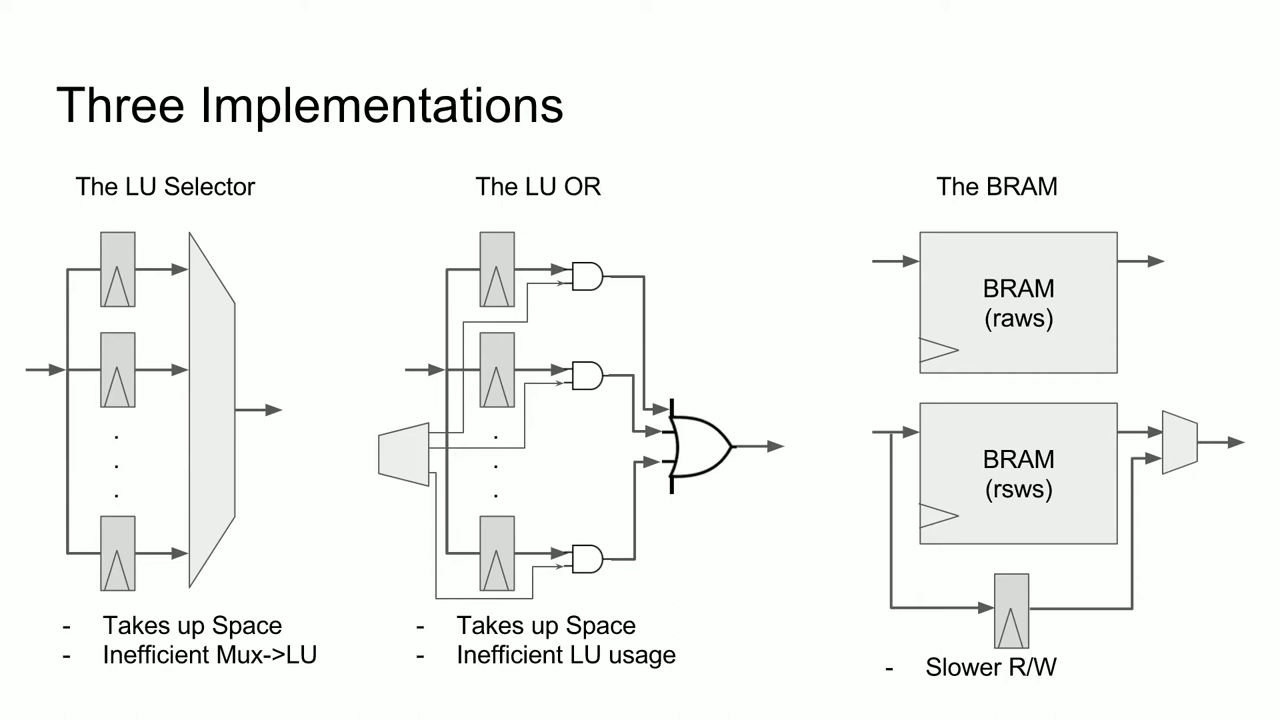 Three Implementations
The LU Selector
- Takes up Space
- Inefficient Mux->LU
The LU OR
- Takes up Space
- Inefficient LU usage
The BRAM
BRAM
(raws)
BRAM
(rsws)
- Slower R/W